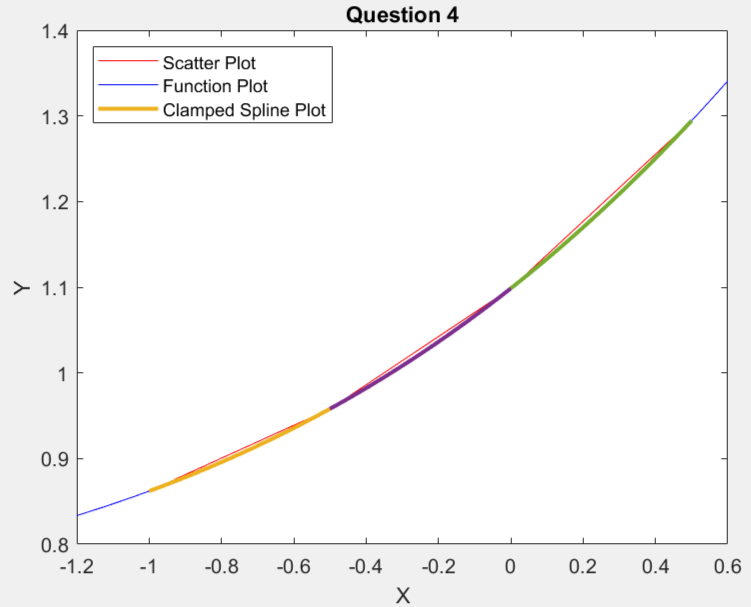 Question 4
1.4
Scatter Plot
Function Plot
Clamped Spline Plot
1.3
1.2
Y
1.1
1
0.9
0.8
-1.2 -1 -0.8 -0.6 -0.4 -0.2 0 0.2 0.4 0.6
X